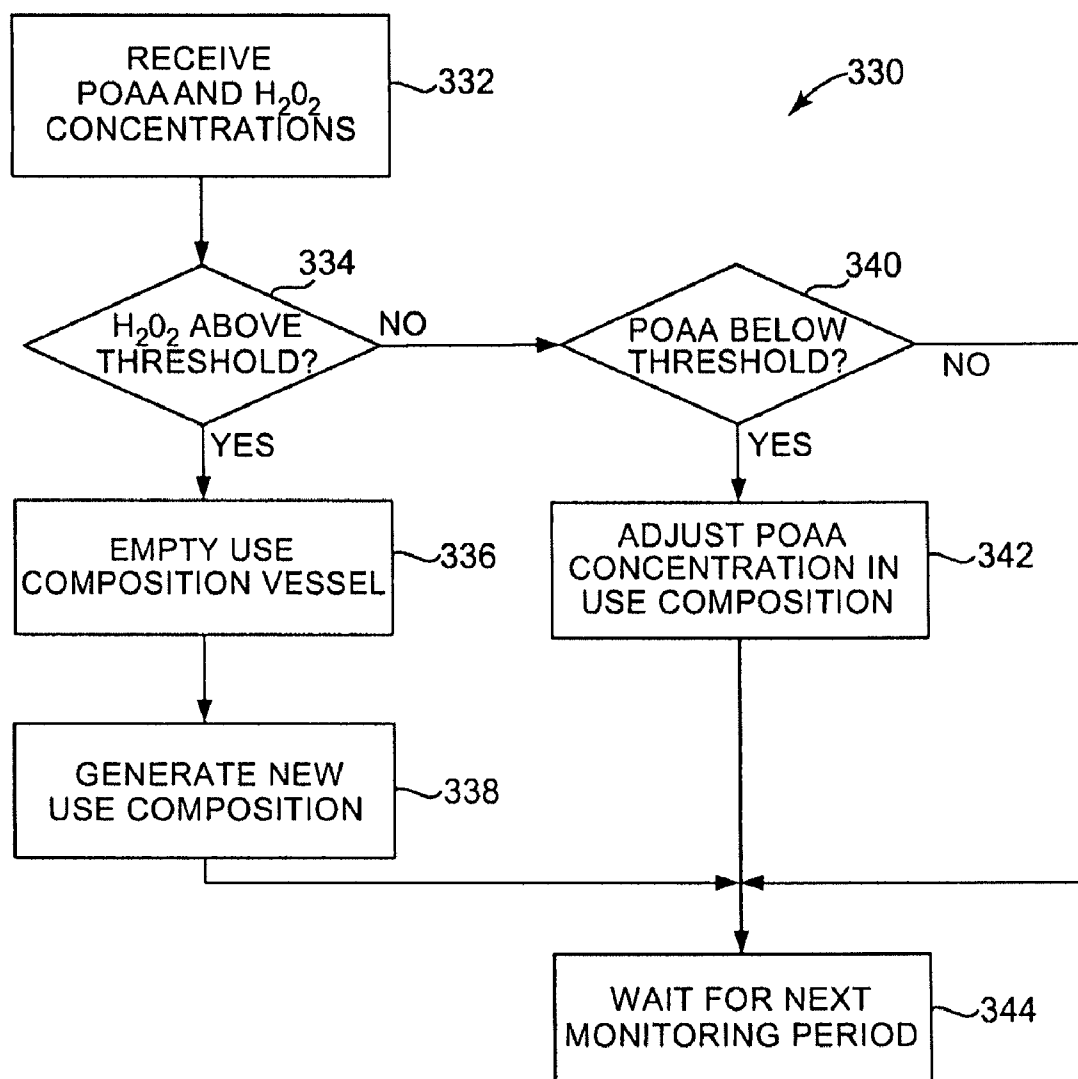 RECEIVE
POAA AND H₂0₂
CONCENTRATIONS
332
330
334
H₂0₂ ABOVE
THRESHOLD?
NO
YES
340
POAA BELOW
THRESHOLD?
NO
YES
EMPTY USE
COMPOSITION VESSEL
336
ADJUST POAA
CONCENTRATION IN
USE COMPOSITION
342
GENERATE NEW
USE COMPOSITION
338
WAIT FOR NEXT
MONITORING PERIOD
344